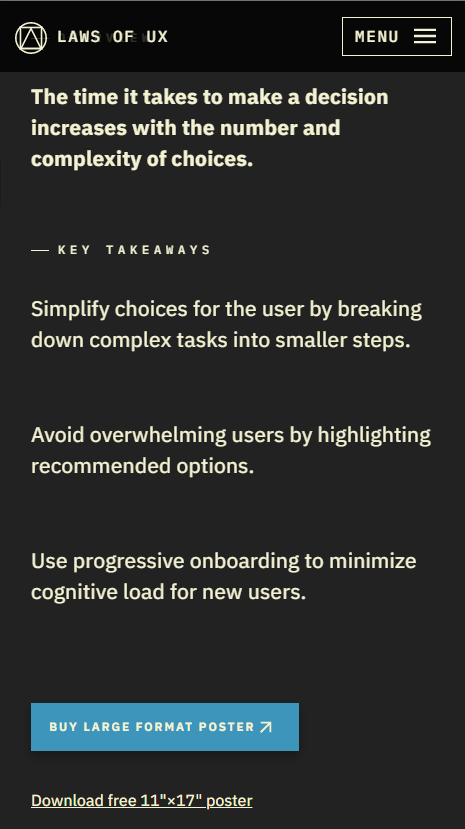 LAWS OF UX
MENU
The time it takes to make a decision
increases with the number and
complexity of choices.
KEY TAKEAWAYS
Simplify choices for the user by breaking
down complex tasks into smaller steps.
Avoid overwhelming users by highlighting
recommended options.
Use progressive onboarding to minimize
cognitive load for new users.
BUY LARGE FORMAT POSTER
Download free 11"×17" poster